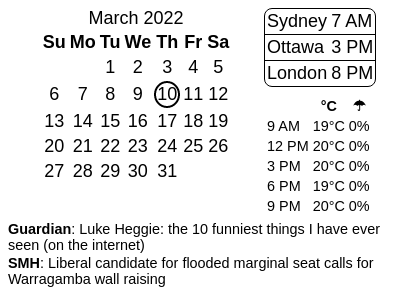 March 2022
Su Mo Tu We Th Fr Sa
1 2 3 4 5
6 7 8 9 10 11 12
13 14 15 16 17 18 19
20 21 22 23 24 25 26
27 28 29 30 31
Sydney 7 AM
Ottawa 3 PM
London 8 PM
°C ☂
9 AM 19°C 0%
12 PM 20°C 0%
3 PM 20°C 0%
6 PM 19°C 0%
9 PM 20°C 0%
Guardian: Luke Heggie: the 10 funniest things I have ever
seen (on the internet)
SMH: Liberal candidate for flooded marginal seat calls for
Warragamba wall raising